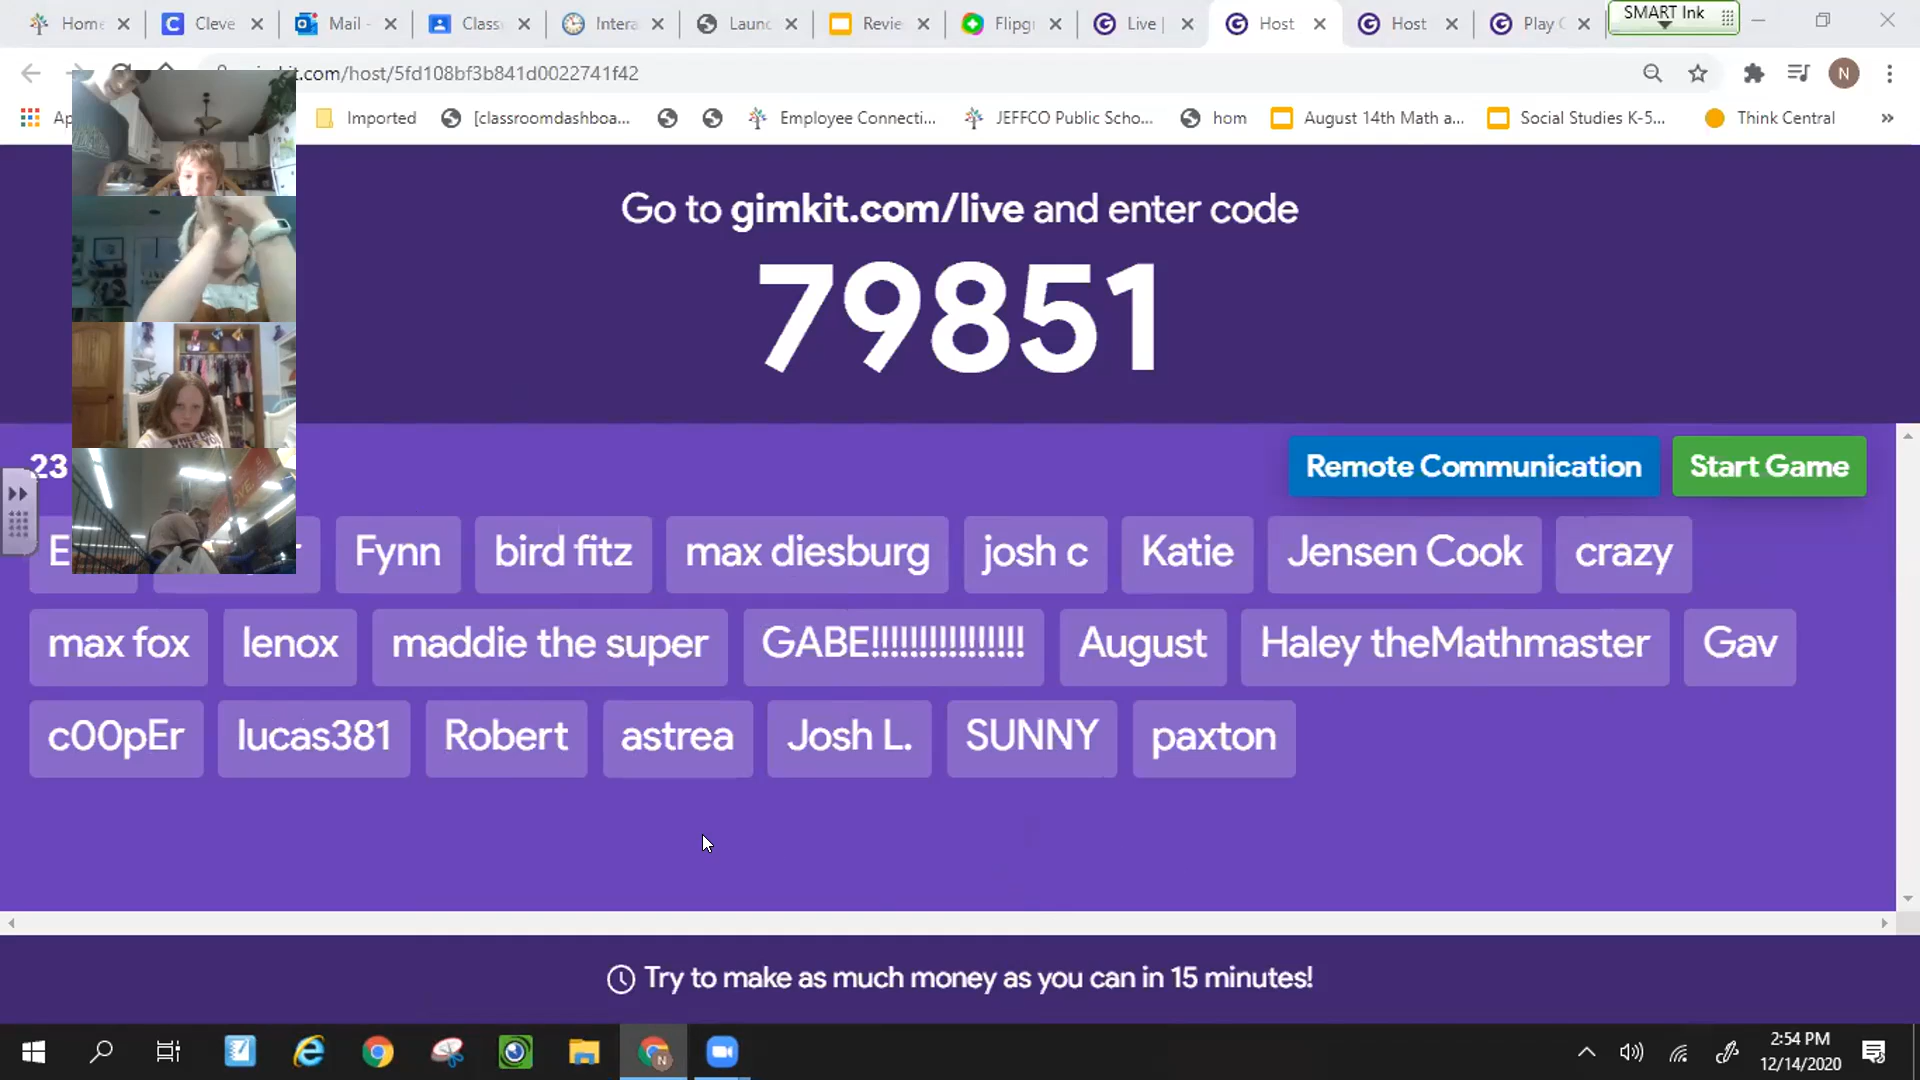 Home
Cleve
Mail -
Class
Intera
Launc
Revie
Flipg
Live |
Host
Host
Play
SMART Ink
.com/host/5fd108bf3b841d0022741f42
N
Imported
[classroomdashboa...
Employee Connecti...
JEFFCO Public Scho...
hom
August 14th Math a...
Social Studies K-5...
Think Central
»
Go to gimkit.com/live and enter code
79851
23
Remote Communication
Start Game
E
Fynn
bird fitz
max diesburg
josh c
Katie
Jensen Cook
crazy
max fox
lenox
maddie the super
GABE!!!!!!!!!!!!!!!!
August
Haley theMathmaster
Gav
c00pEr
lucas381
Robert
astrea
Josh L.
SUNNY
paxton
Try to make as much money as you can in 15 minutes!
2:54 PM
12/14/2020